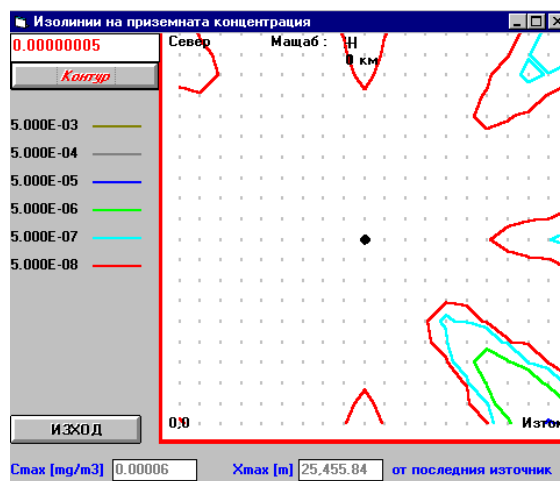 Изолинии на приземната концентрация
0.00000005
Север Мащаб : H
0 км
Контур
5.000E-03
5.000E-04
5.000E-05
5.000E-06
5.000E-07
5.000E-08
0,0
ИЗХОД
Cmax [mg/m3] 0.00006 Xmax [m] 25,455.84 от последния източник